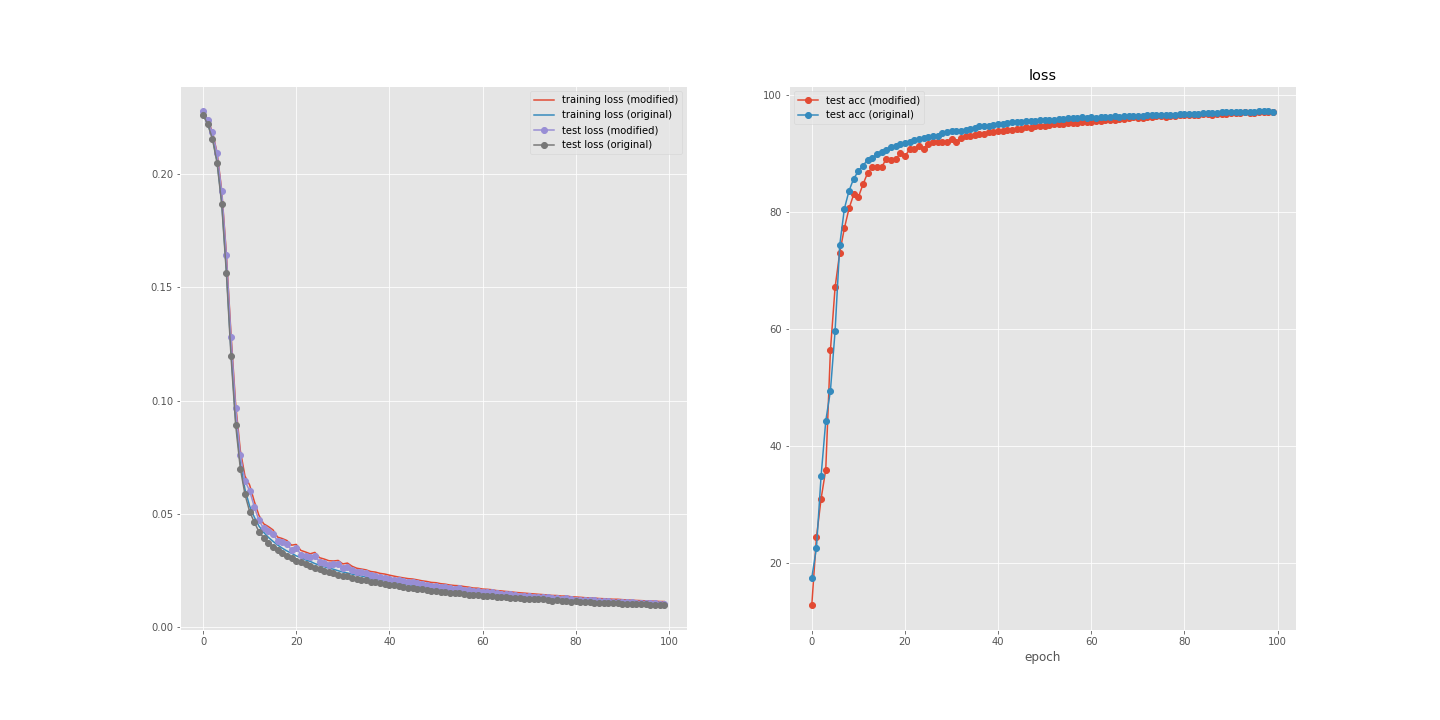 training loss (modified)
training loss (original)
test loss (modified)
test loss (original)
0.20
0.15
0.10
0.05
0.00
0 20 40 60 80 100
loss
test acc (modified)
test acc (original)
100
80
60
40
20
0 20 40 60 80 100
epoch